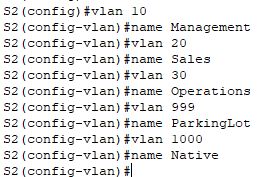 S2(config)#vlan 10
S2(config-vlan)#name Management
S2(config-vlan)#vlan 20
S2(config-vlan)#name Sales
S2(config-vlan)#vlan 30
S2(config-vlan)#name Operations
S2(config-vlan)#vlan 999
S2(config-vlan)#name ParkingLot
S2(config-vlan)#vlan 1000
S2(config-vlan)#name Native
S2(config-vlan)#